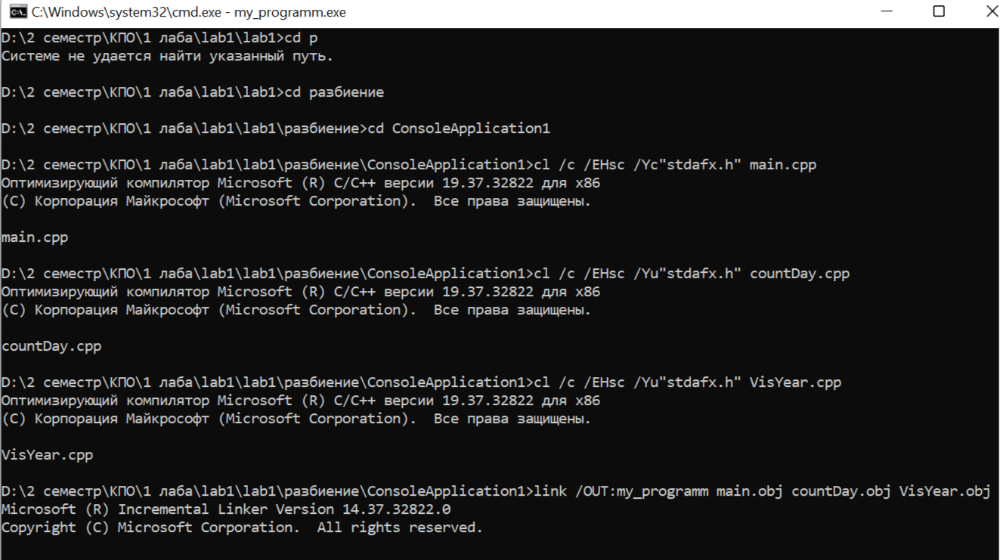 C:\Windows\system32\cmd.exe - my_programm.exe
D:\2 семестр\КПО\1 лаба\lab1\lab1>cd p
Системе не удается найти указанный путь.
D:\2 семестр\КПО\1 лаба\lab1\lab1>cd разбиение
D:\2 семестр\КПО\1 лаба\lab1\lab1\разбиение>cd ConsoleApplication1
D:\2 семестр\КПО\1 лаба\lab1\lab1\разбиение\ConsoleApplication1>cl /c /EHsc /Yc"stdafx.h" main.cpp
Оптимизирующий компилятор Microsoft (R) C/C++ версии 19.37.32822 для x86
(C) Корпорация Майкрософт (Microsoft Corporation).  Все права защищены.
main.cpp
D:\2 семестр\КПО\1 лаба\lab1\lab1\разбиение\ConsoleApplication1>cl /c /EHsc /Yu"stdafx.h" countDay.cpp
Оптимизирующий компилятор Microsoft (R) C/C++ версии 19.37.32822 для x86
(C) Корпорация Майкрософт (Microsoft Corporation).  Все права защищены.
countDay.cpp
D:\2 семестр\КПО\1 лаба\lab1\lab1\разбиение\ConsoleApplication1>cl /c /EHsc /Yu"stdafx.h" VisYear.cpp
Оптимизирующий компилятор Microsoft (R) C/C++ версии 19.37.32822 для x86
(C) Корпорация Майкрософт (Microsoft Corporation).  Все права защищены.
VisYear.cpp
D:\2 семестр\КПО\1 лаба\lab1\lab1\разбиение\ConsoleApplication1>link /OUT:my_programm main.obj countDay.obj VisYear.obj
Microsoft (R) Incremental Linker Version 14.37.32822.0
Copyright (C) Microsoft Corporation.  All rights reserved.